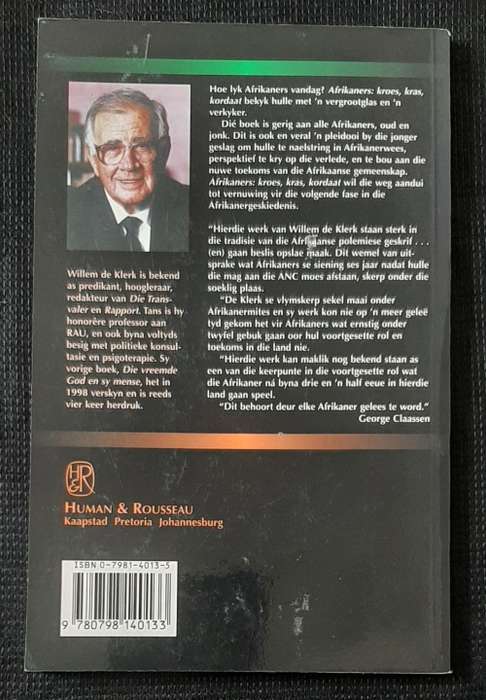 Hoe lyk Afrikaners vandag? Afrikaners: kroes, kras,
kordaat bekyk hulle met 'n vergrootglas en 'n
verkyker.
Dié boek is gerig aan alle Afrikaners, oud en
jonk. Dit is ook en veral 'n pleidooi by die jonger
geslag om hulle te naelstring in Afrikanerwees,
perspektief te kry op die verlede, en te bou aan die
nuwe toekoms van die Afrikaanse gemeenskap.
Afrikaners: kroes, kras, kordaat wil die weg aandui
tot vernuwing vir die volgende fase in die
Afrikanergeskiedenis.
"Hierdie werk van Willem de Klerk staan sterk in
die tradisie van die Afrikaanse polemiese geskrif . . .
(en) gaan beslis opslae maak. Dit wemel van uit-
sprake wat Afrikaners se siening ses jaar nadat hulle
die mag aan die ANC moes afstaan, skerp onder die
soeklig plaas.
"De Klerk se vlymskerp sekel maai onder
Afrikanermites en sy werk kon nie op 'n meer geleë
tyd gekom het vir Afrikaners wat ernstig onder
twyfel gebuk gaan oor hul voortgesette rol en
toekoms in die land nie.
"Hierdie werk kan maklik nog bekend staan as
een van die keerpunte in die voortgesette rol wat
die Afrikaner ná byna drie en 'n half eeue in hierdie
land gaan speel.
"Dit behoort deur elke Afrikaner gelees te word."
George Claassen
Willem de Klerk is bekend
as predikant, hoogleraar,
redakteur van Die Trans-
valer en Rapport. Tans is hy
honorêre professor aan
RAU, en ook byna voltyds
besig met politieke konsul-
tasie en psigoterapie. Sy
vorige boek, Die vreemde
God en sy mense, het in
1998 verskyn en is reeds
vier keer herdruk.
H&R
HUMAN & ROUSSEAU
Kaapstad Pretoria Johannesburg
ISBN 0-7981-4013-5
9 780798 140133